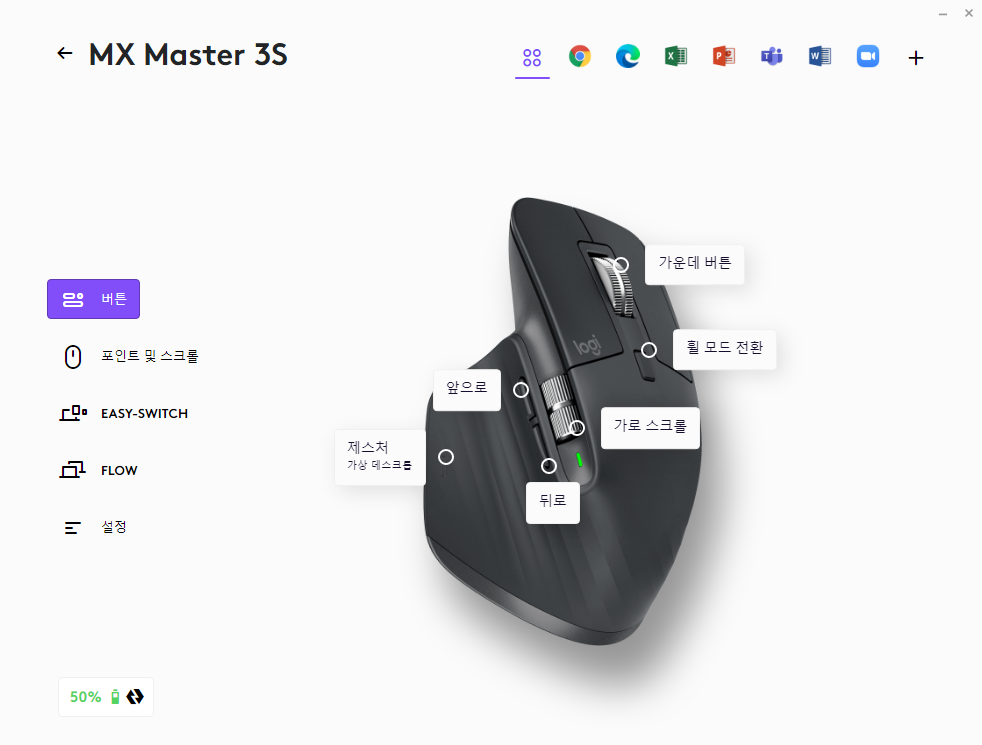 MX Master 3S
가운데 버튼
버튼
휠 모드 전환
logi
포인트 및 스크롤
앞으로
EASY-SWITCH
가로 스크롤
제스처
가상 데스크톱
FLOW
뒤로
설정
50%